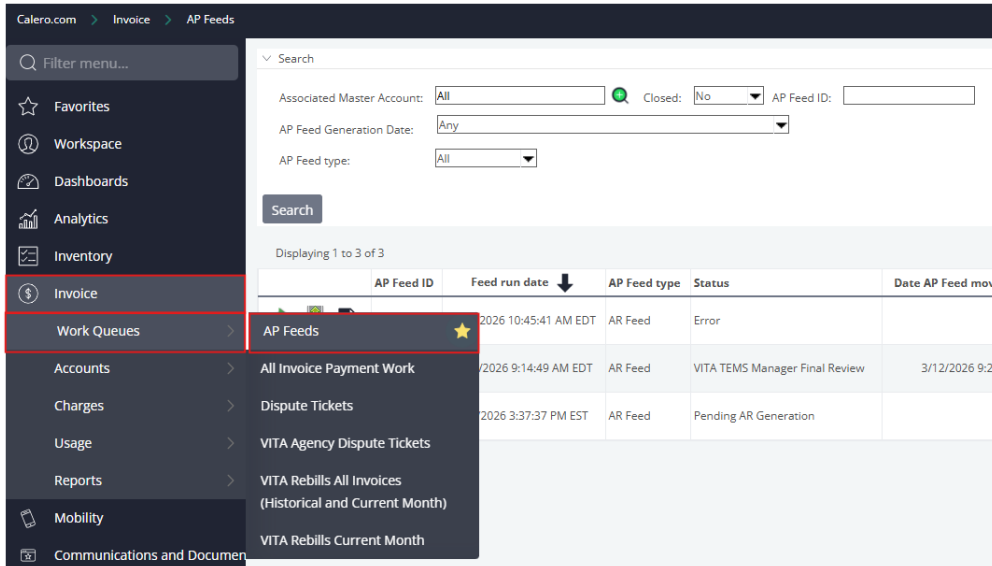 Calero.com > Invoice > AP Feeds
Filter menu...
Favorites
Workspace
Dashboards
Analytics
Inventory
Invoice
Work Queues
Accounts
Charges
Usage
Reports
Mobility
Communications and Documen
AP Feeds
All Invoice Payment Work
Dispute Tickets
VITA Agency Dispute Tickets
VITA Rebills All Invoices
(Historical and Current Month)
VITA Rebills Current Month
Search
Associated Master Account: All Closed: No AP Feed ID:
AP Feed Generation Date: Any
AP Feed type: All
Search
Displaying 1 to 3 of 3
AP Feed ID Feed run date AP Feed type Status Date AP Feed mov
2026 10:45:41 AM EDT AR Feed Error
/2026 9:14:49 AM EDT AR Feed VITA TEMS Manager Final Review 3/12/2026 9:2
2026 3:37:37 PM EST AR Feed Pending AR Generation